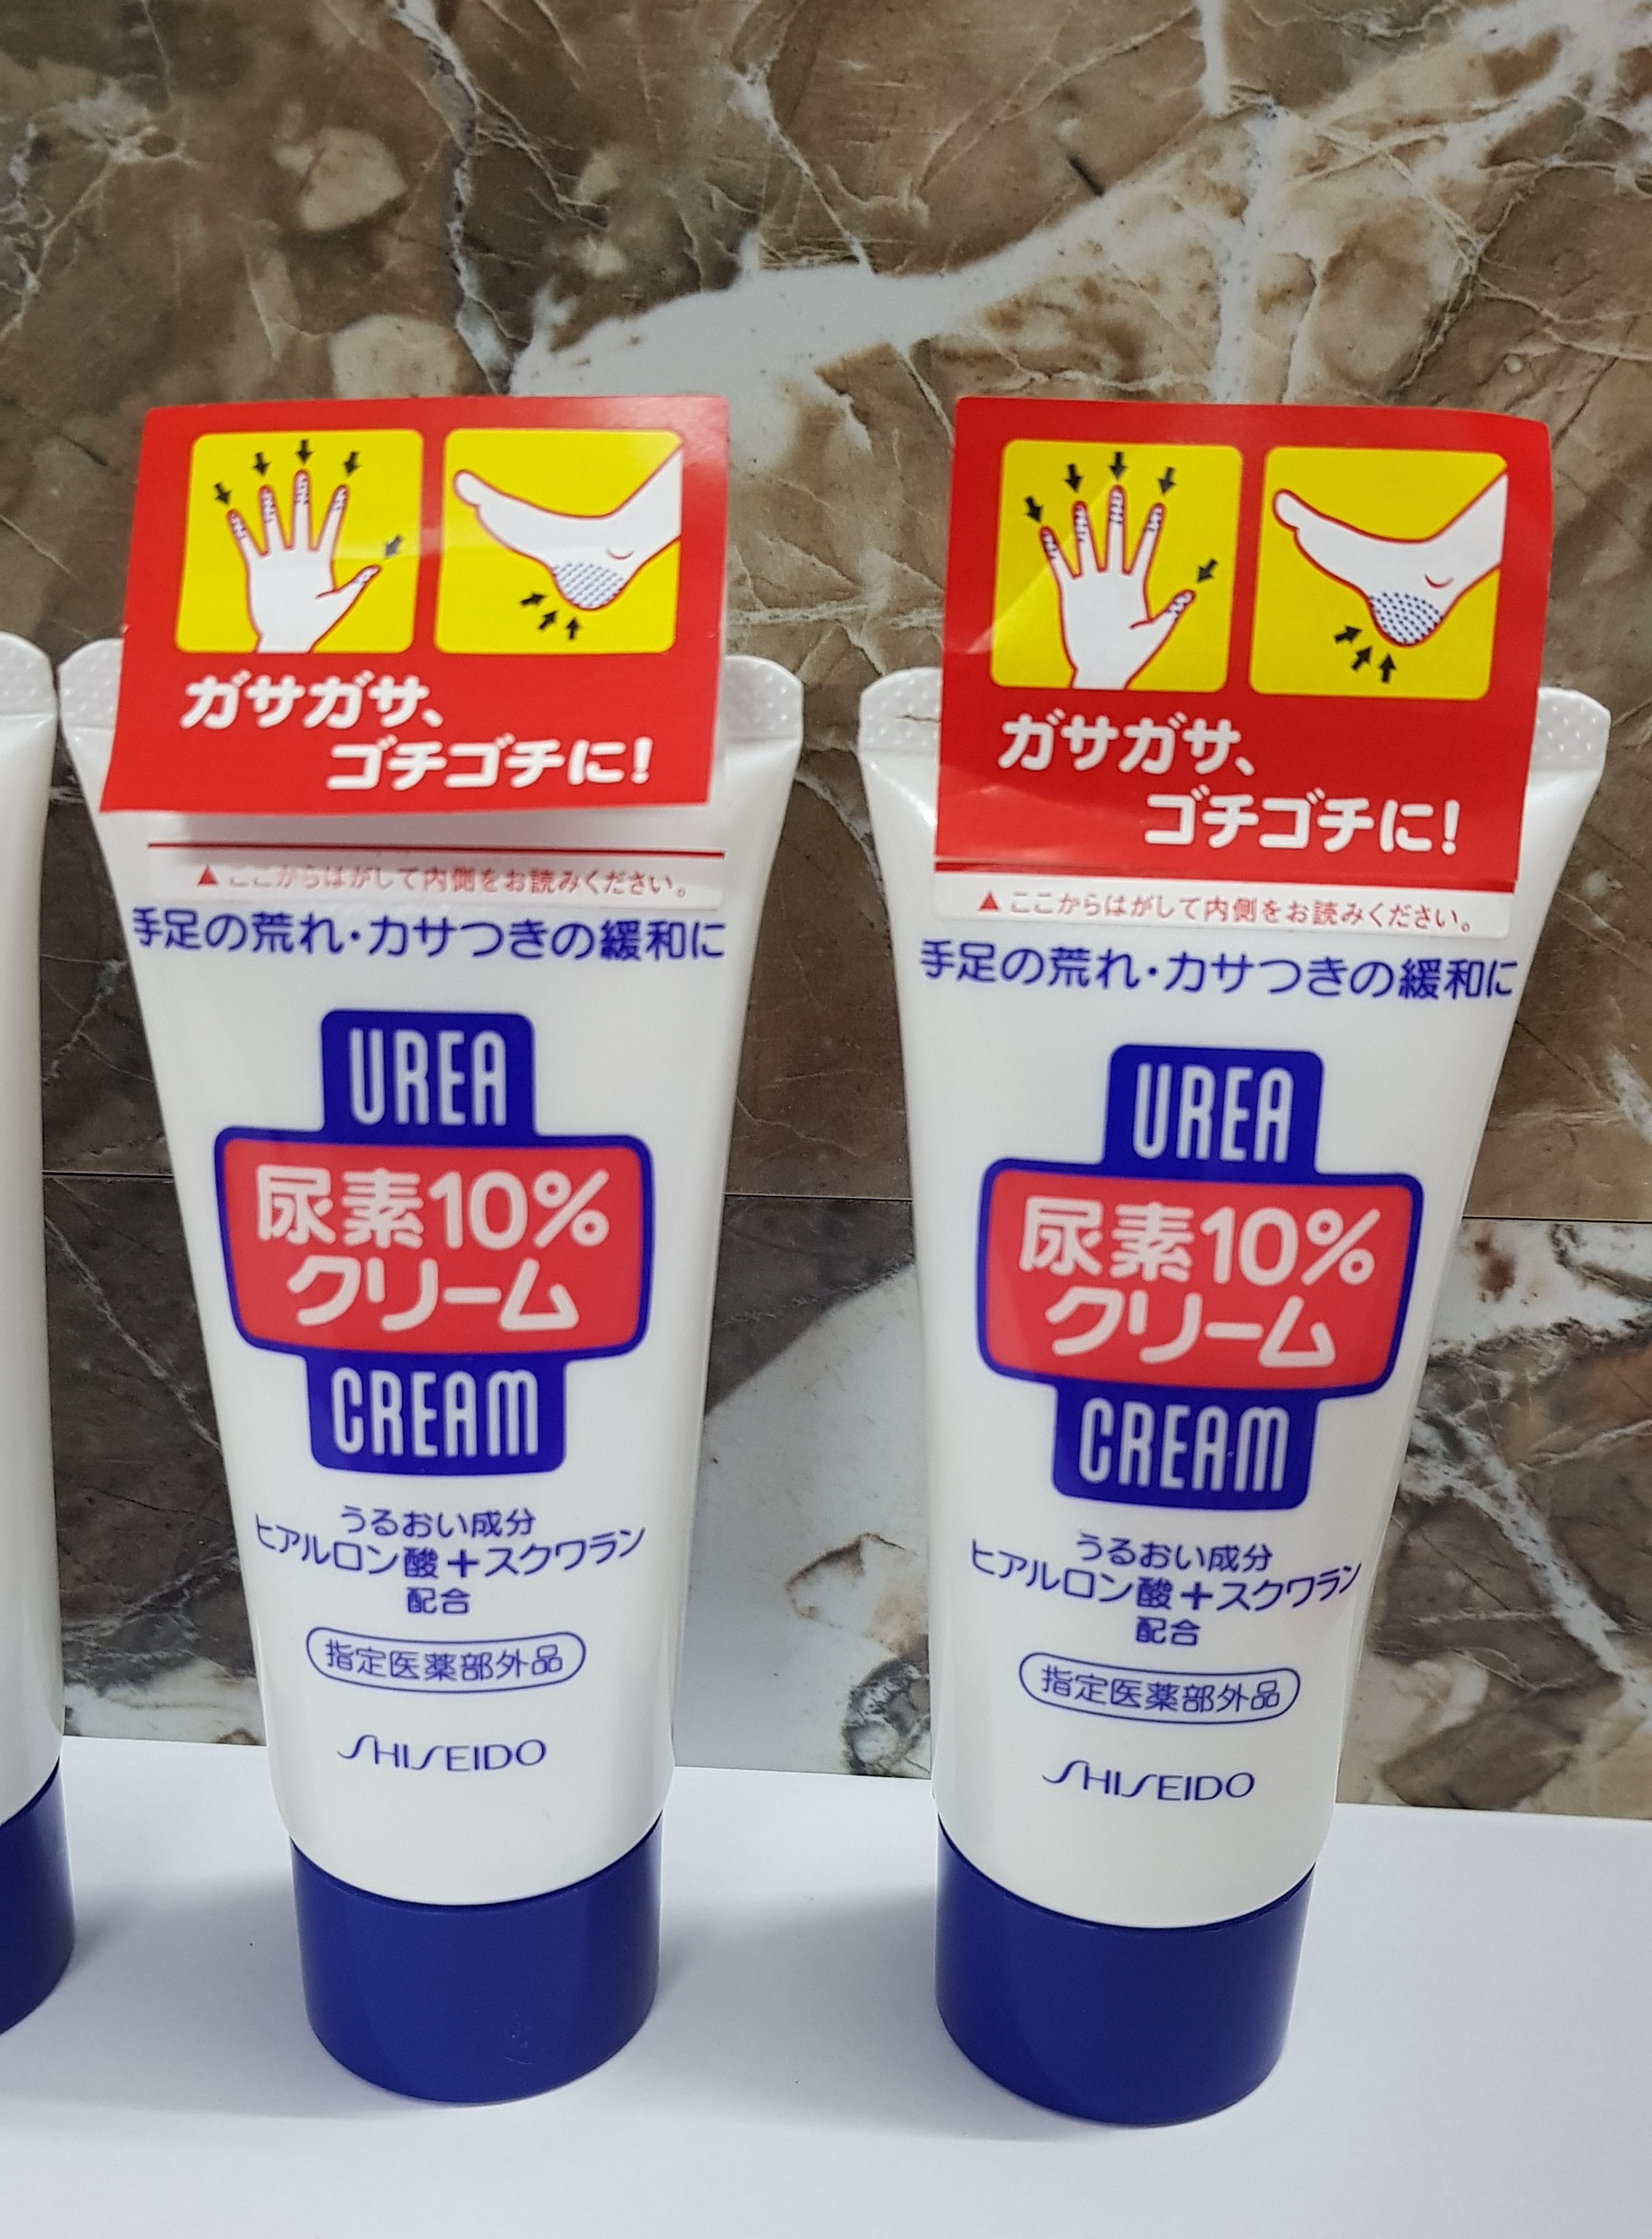 ガサガサ、
ゴチゴチに!
▲ここからはがして内側をお読みください。
手足の荒れ・カサつきの緩和に
UREA
尿素10%
クリーム
CREAM
うるおい成分
ヒアルロン酸+スクワラン
配合
指定医薬部外品
SHISEIDO
ガサガサ、
ゴチゴチに!
▲ここからはがして内側をお読みください。
手足の荒れ・カサつきの緩和に
UREA
尿素10%
クリーム
CREAM
うるおい成分
ヒアルロン酸+スクワラン
配合
指定医薬部外品
SHISEIDO